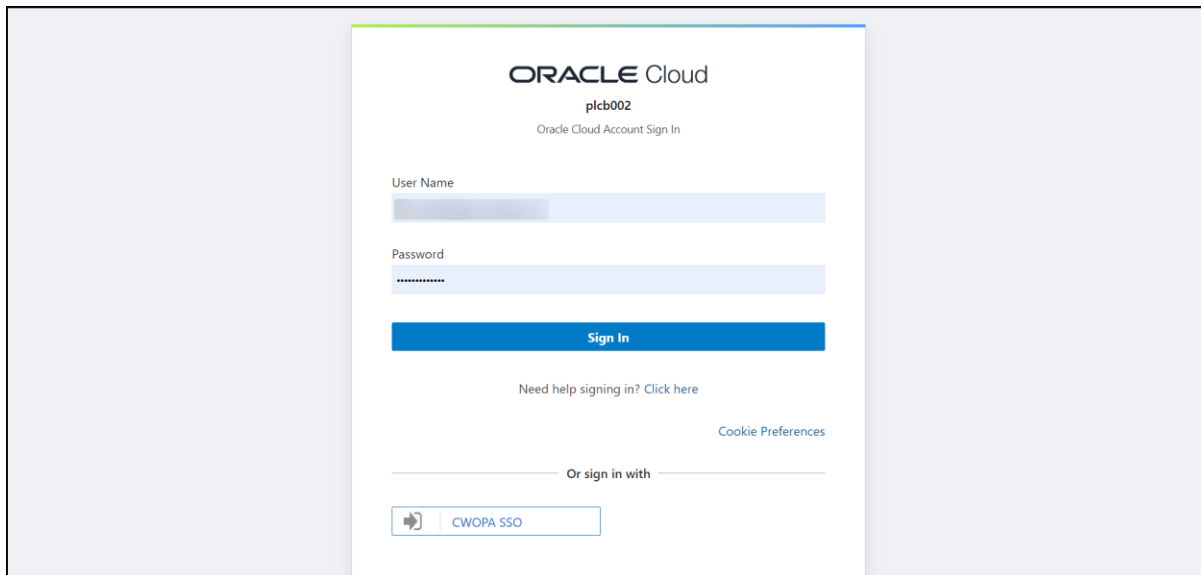 ORACLE Cloud
plcb002
Oracle Cloud Account Sign In
User Name
Password
•••••••••••••
Sign In
Need help signing in? Click here
Cookie Preferences
Or sign in with
CWOPA SSO